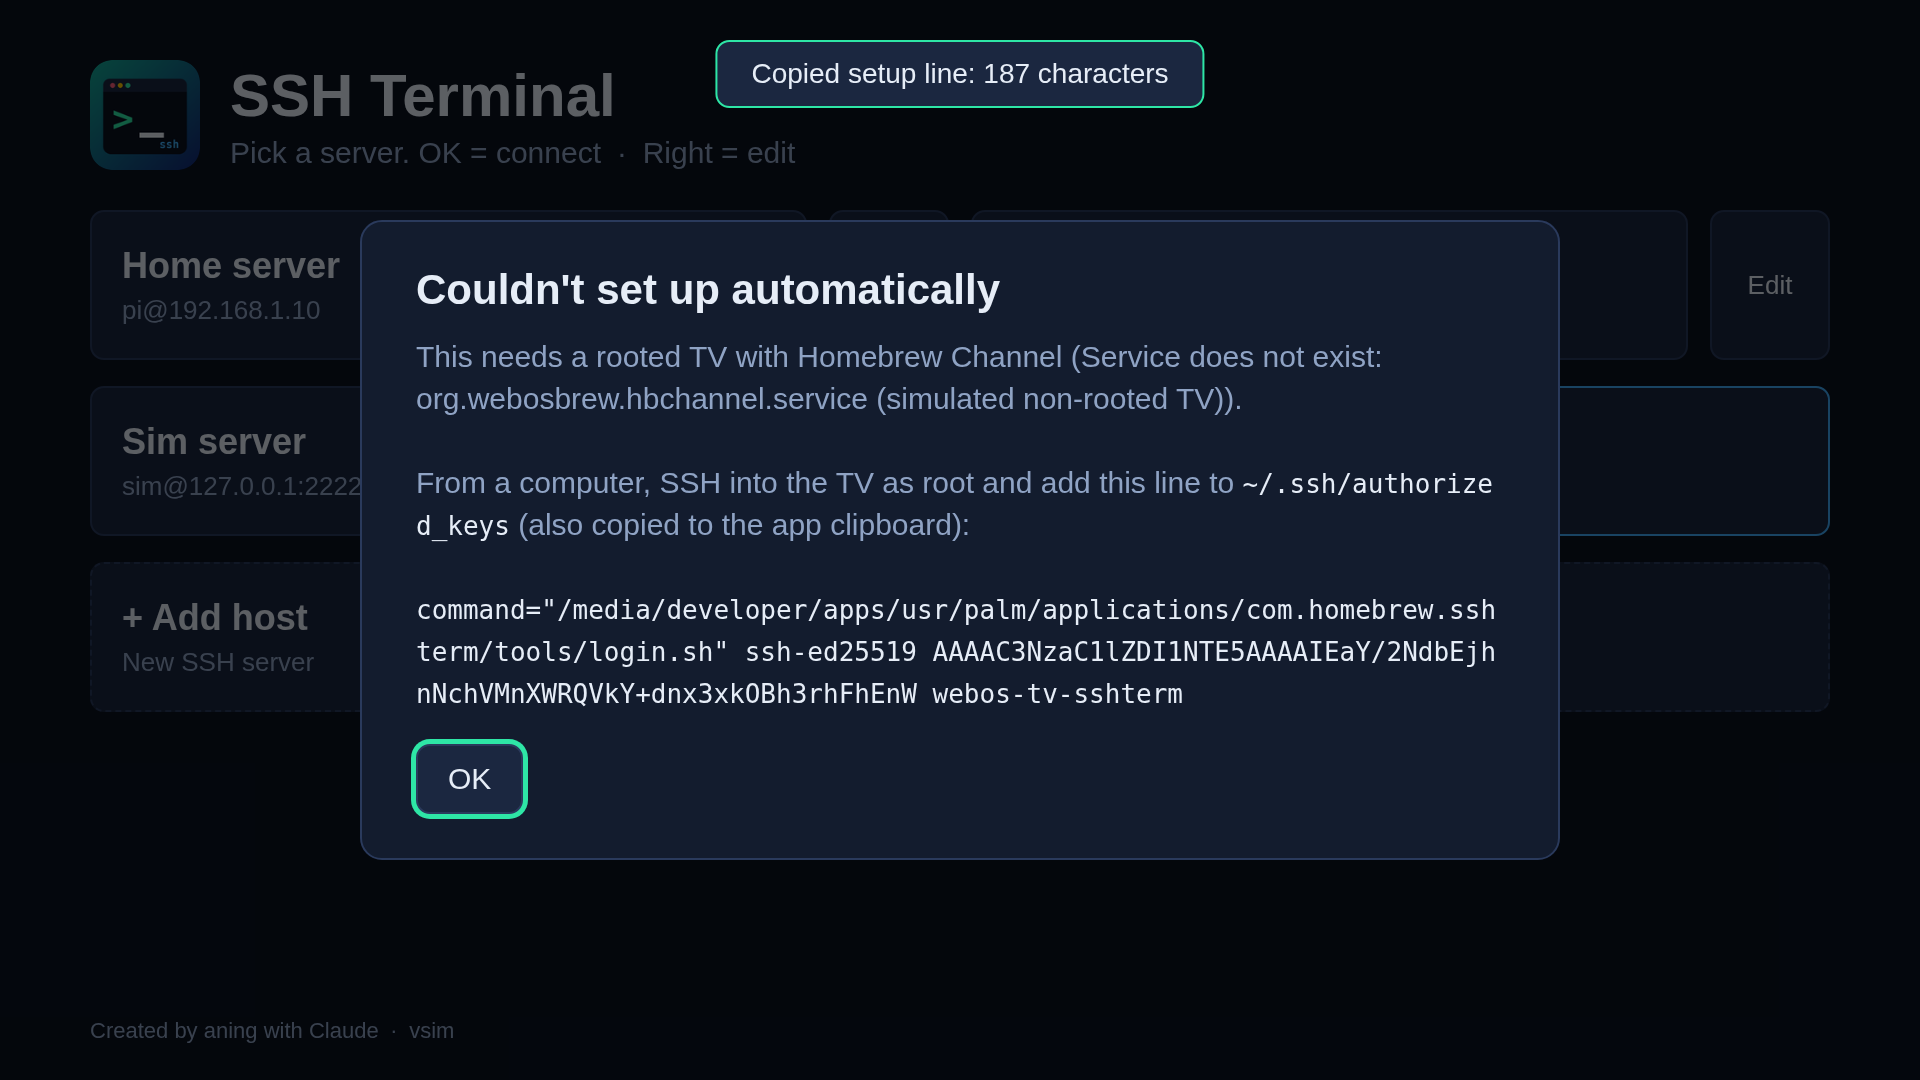 Copied setup line: 187 characters
>_
ssh
SSH Terminal
Pick a server. OK = connect · Right = edit
Home server
pi@192.168.1.10
Edit
Sim server
sim@127.0.0.1:2222
+ Add host
New SSH server
Couldn't set up automatically
This needs a rooted TV with Homebrew Channel (Service does not exist:
org.webosbrew.hbchannel.service (simulated non-rooted TV)).
From a computer, SSH into the TV as root and add this line to ~/.ssh/authorize
d_keys (also copied to the app clipboard):
command="/media/developer/apps/usr/palm/applications/com.homebrew.ssh
term/tools/login.sh" ssh-ed25519 AAAAC3NzaC1lZDI1NTE5AAAAIEaY/2NdbEjh
nNchVMnXWRQVkY+dnx3xkOBh3rhFhEnW webos-tv-sshterm
OK
Created by aning with Claude · vsim